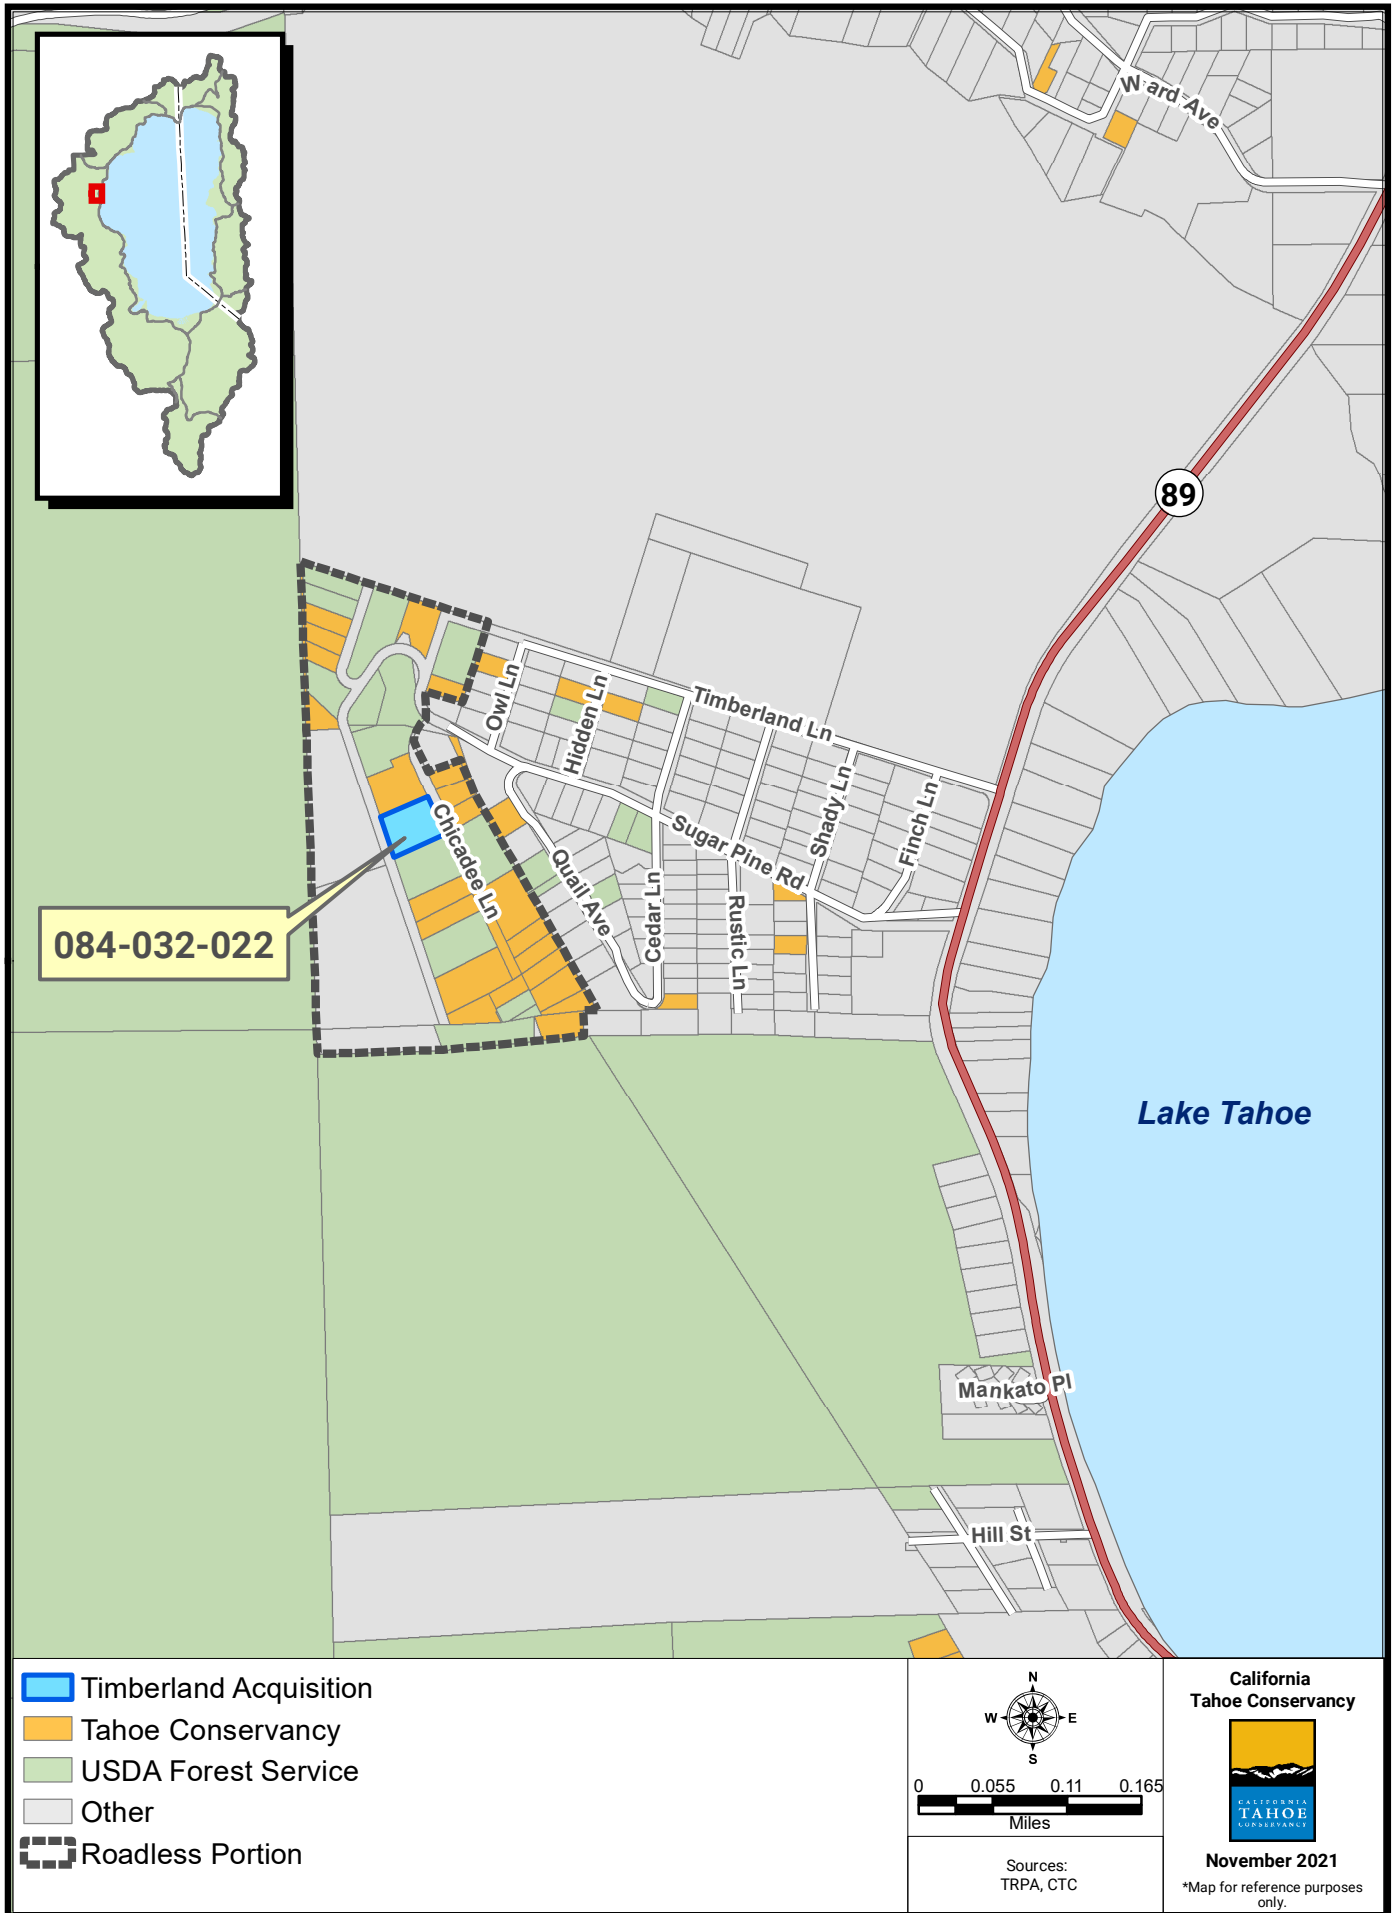 Ward Ave
89
Owl Ln
Hidden Ln
Timberland Ln
Shady Ln
Finch Ln
Sugar Pine Rd
Chicadee Ln
Quail Ave
Cedar Ln
Rustic Ln
084-032-022
Lake Tahoe
Mankato Pl
Hill St
Timberland Acquisition
Tahoe Conservancy
USDA Forest Service
Other
Roadless Portion
N
W E
S
0 0.055 0.11 0.165
Miles
Sources:
TRPA, CTC
California
Tahoe Conservancy
CALIFORNIA
TAHOE
CONSERVANCY
November 2021
*Map for reference purposes
only.